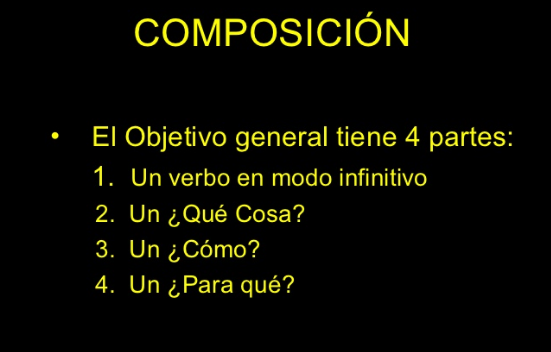 COMPOSICIÓN
• El Objetivo general tiene 4 partes:
1. Un verbo en modo infinitivo
2. Un ¿Qué Cosa?
3. Un ¿Cómo?
4. Un ¿Para qué?